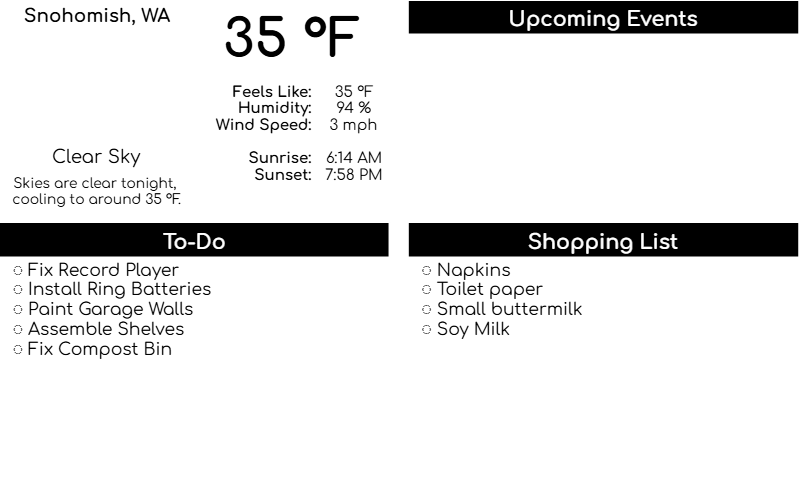 Snohomish, WA
35 °F
Feels Like: 35 °F
Humidity: 94 %
Wind Speed: 3 mph
Clear Sky
Sunrise: 6:14 AM
Sunset: 7:58 PM
Skies are clear tonight,
cooling to around 35 °F.
Upcoming Events
To-Do
Fix Record Player
Install Ring Batteries
Paint Garage Walls
Assemble Shelves
Fix Compost Bin
Shopping List
Napkins
Toilet paper
Small buttermilk
Soy Milk